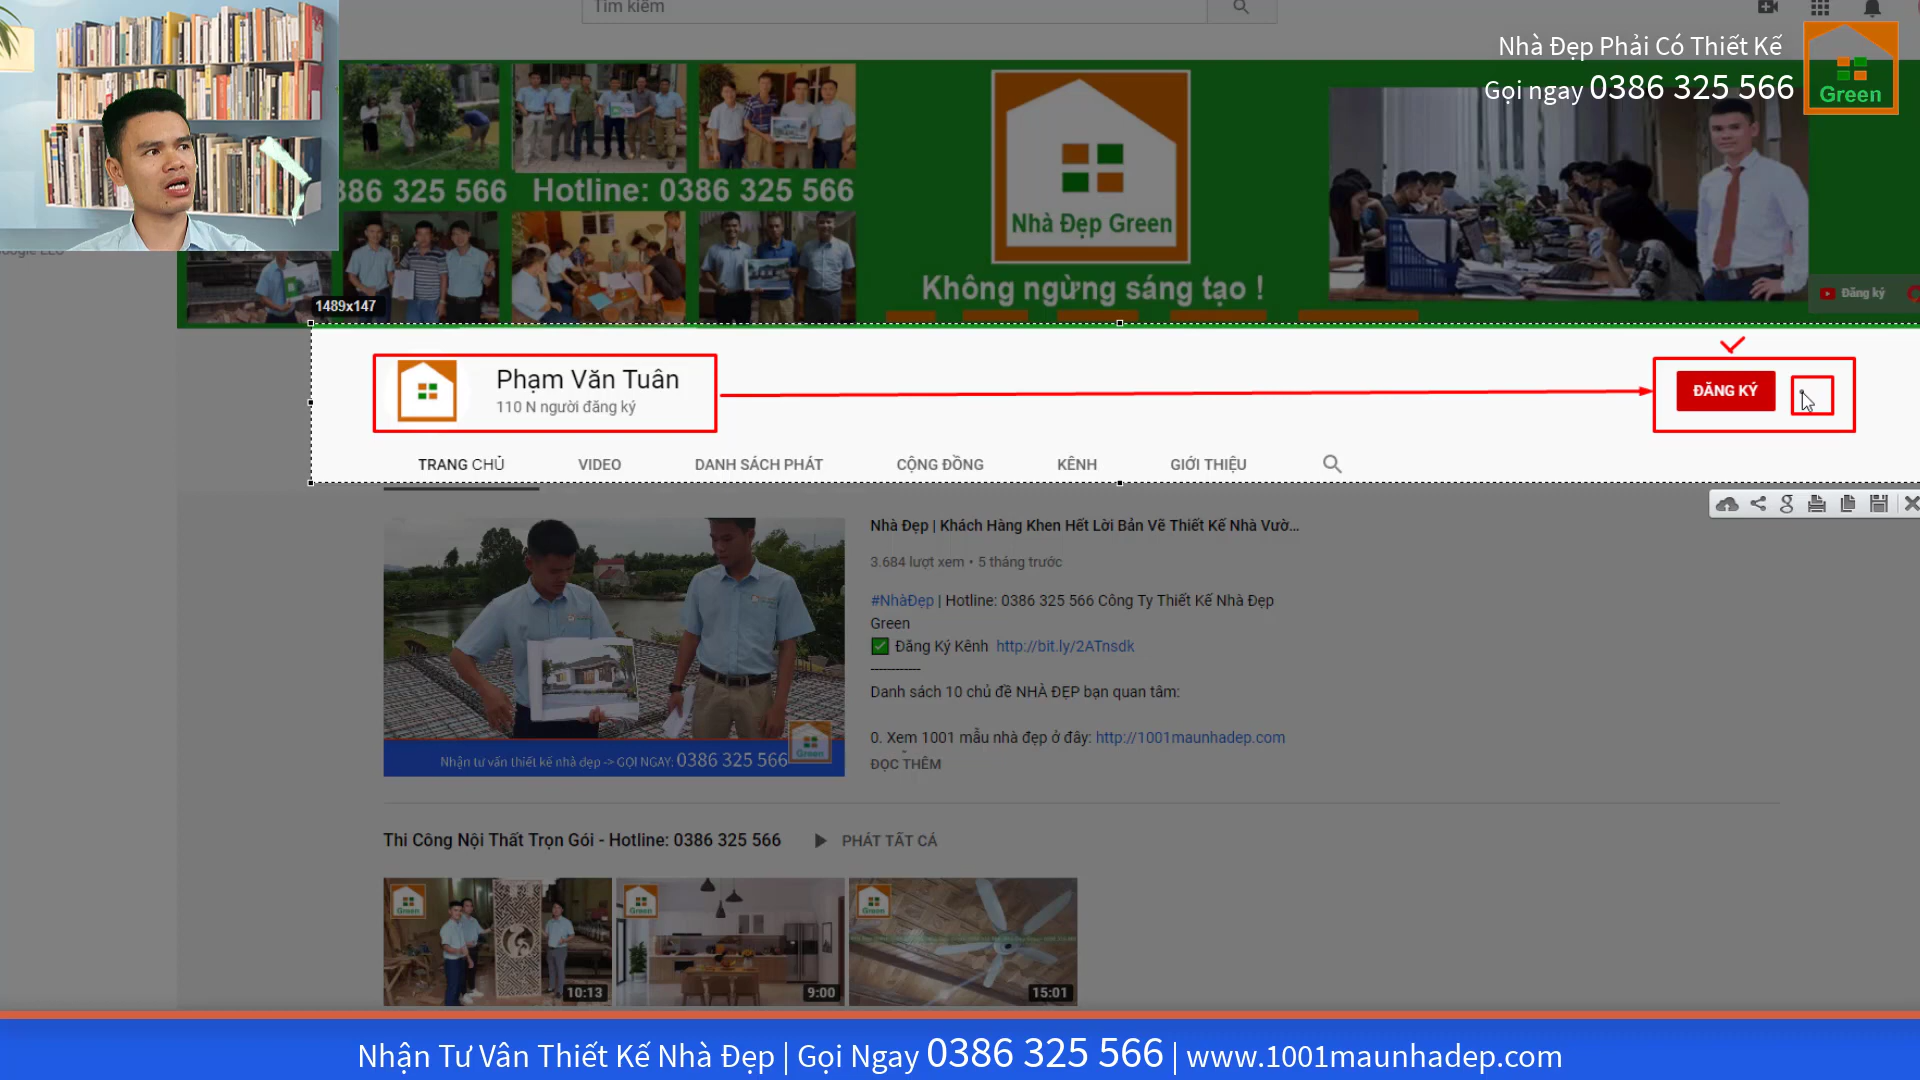 Tìm kiếm
Nhà Đẹp Phải Có Thiết Kế
Gọi ngay 0386 325 566
Green
386 325 566
Hotline: 0386 325 566
Nhà Đẹp Green
Không ngừng sáng tạo !
Đăng ký
1489x147
Phạm Văn Tuân
110 N người đăng ký
ĐĂNG KÝ
TRANG CHỦ
VIDEO
DANH SÁCH PHÁT
CỘNG ĐỒNG
KÊNH
GIỚI THIỆU
Nhà Đẹp | Khách Hàng Khen Hết Lời Bản Vẽ Thiết Kế Nhà Vườ...
3.684 lượt xem • 5 tháng trước
#NhàĐẹp | Hotline: 0386 325 566 Công Ty Thiết Kế Nhà Đẹp
Green
Đăng Ký Kênh http://bit.ly/2ATnsdk
------------
Danh sách 10 chủ đề NHÀ ĐẸP bạn quan tâm:
0. Xem 1001 mẫu nhà đẹp ở đây: http://1001maunhadep.com
ĐỌC THÊM
Nhận tư vấn thiết kế nhà đẹp -> GỌI NGAY: 0386 325 566
Green
Thi Công Nội Thất Trọn Gói - Hotline: 0386 325 566
PHÁT TẤT CẢ
Green
10:13
Green
9:00
Green
15:01
Nhận Tư Vân Thiết Kế Nhà Đẹp | Gọi Ngay 0386 325 566 | www.1001maunhadep.com